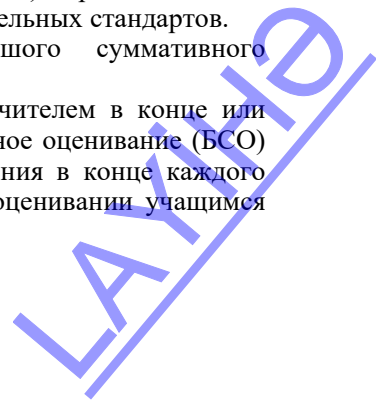 ельных стандартов.
шого суммативного
чителем в конце или
ное оценивание (БСО)
ния в конце каждого
оценивании учащимся
LAYİHƏ